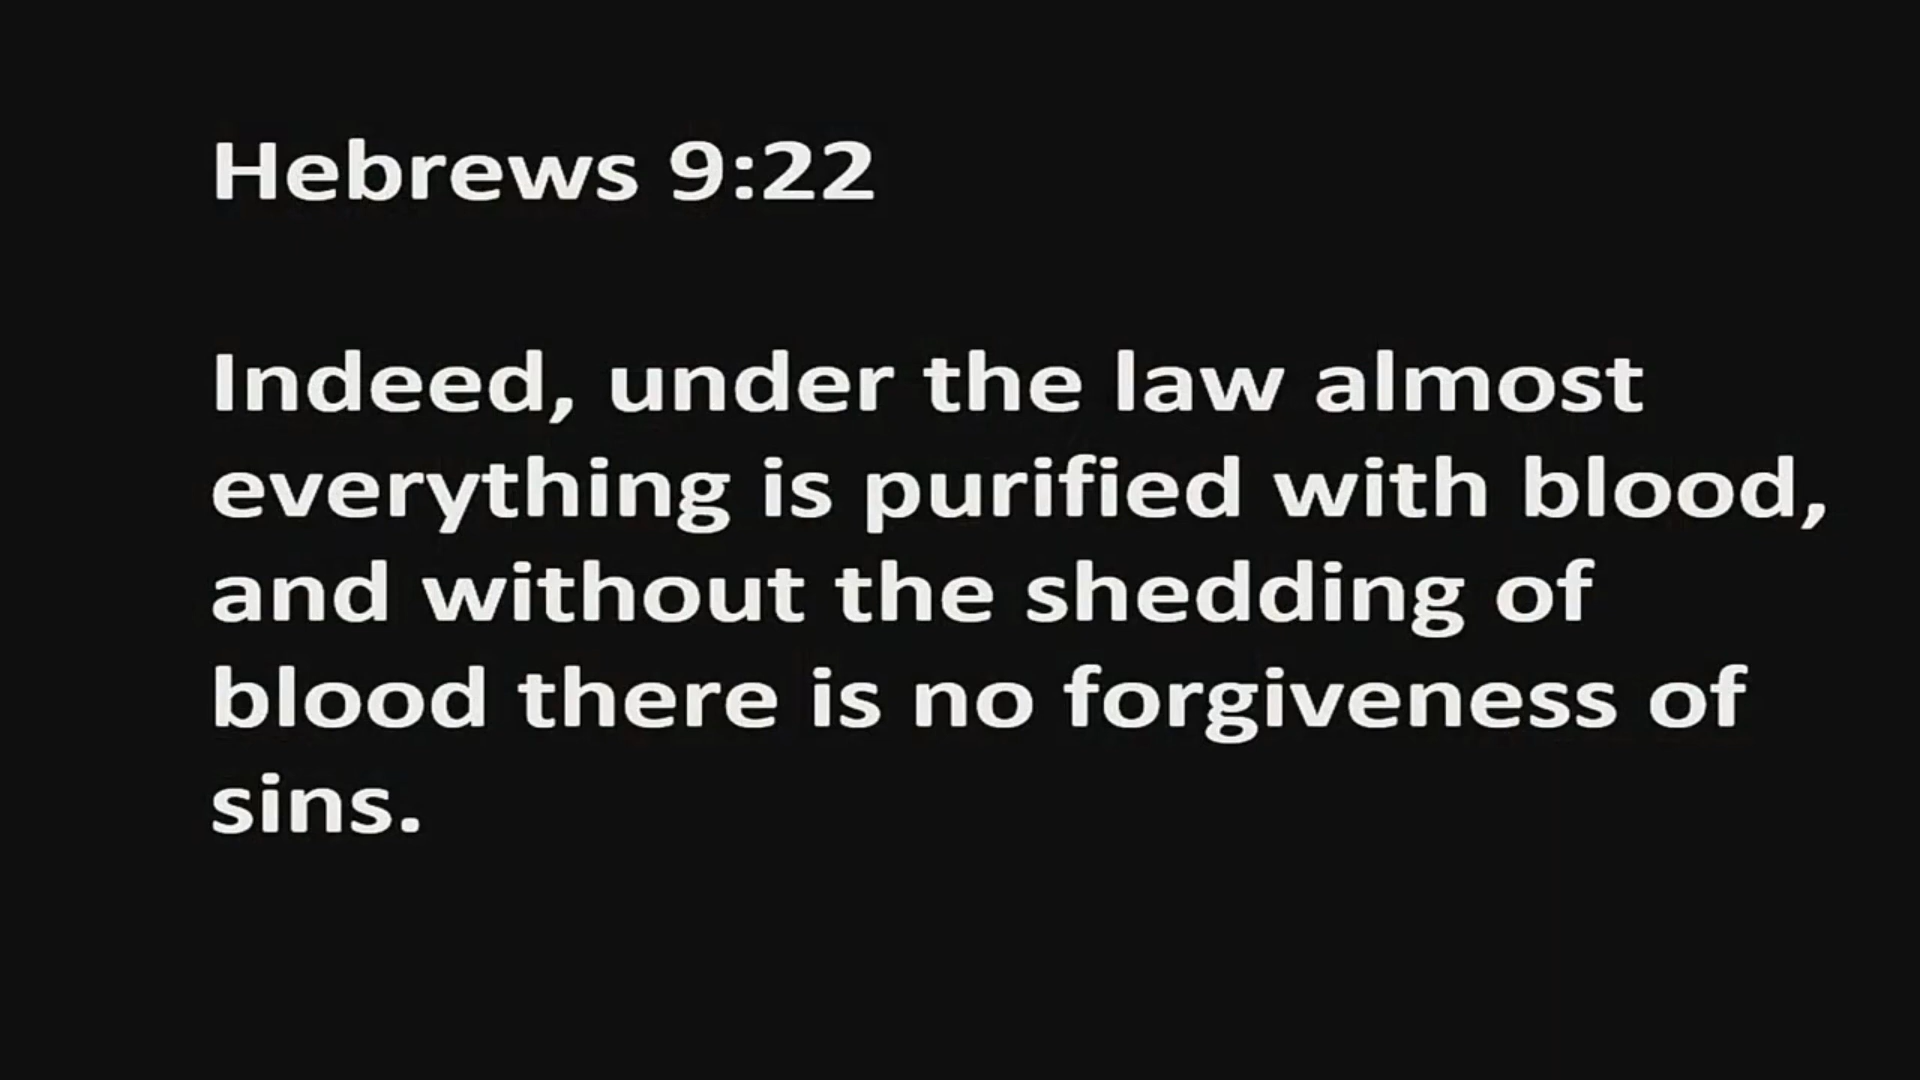 Hebrews 9:22
Indeed, under the law almost
everything is purified with blood,
and without the shedding of
blood there is no forgiveness of
sins.